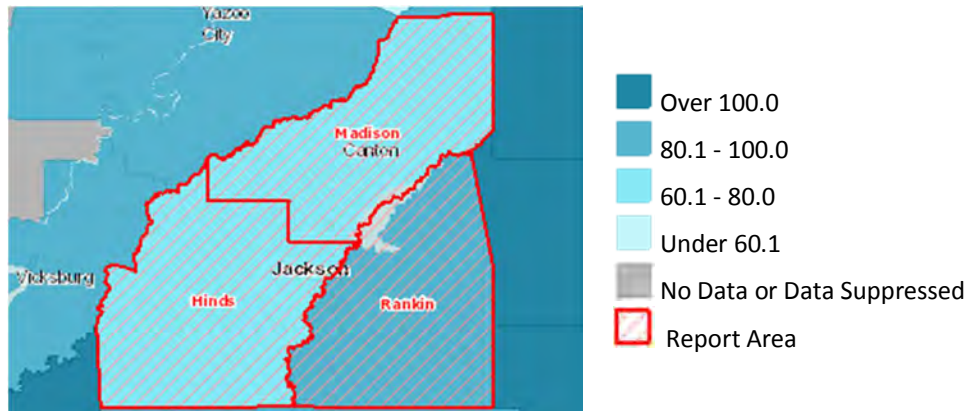 Yazoo
City
Madison
Canton
Vicksburg
Jackson
Hinds
Rankin
Over 100.0
80.1 - 100.0
60.1 - 80.0
Under 60.1
No Data or Data Suppressed
Report Area